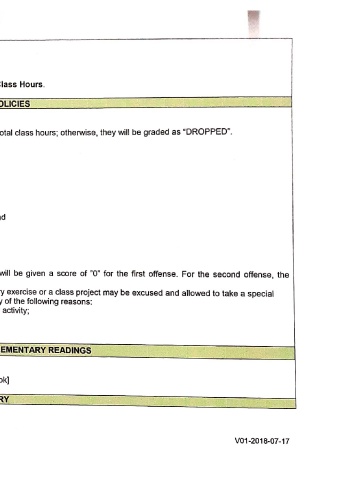 Class Hours.
OLICIES
otal class hours; otherwise, they will be graded as "DROPPED".
nd
will be given a score of "0" for the first offense. For the second offense, the
ry exercise or a class project may be excused and allowed to take a special
y of the following reasons:
activity;
EMENTARY READINGS
ok]
RY
V01-2018-07-17